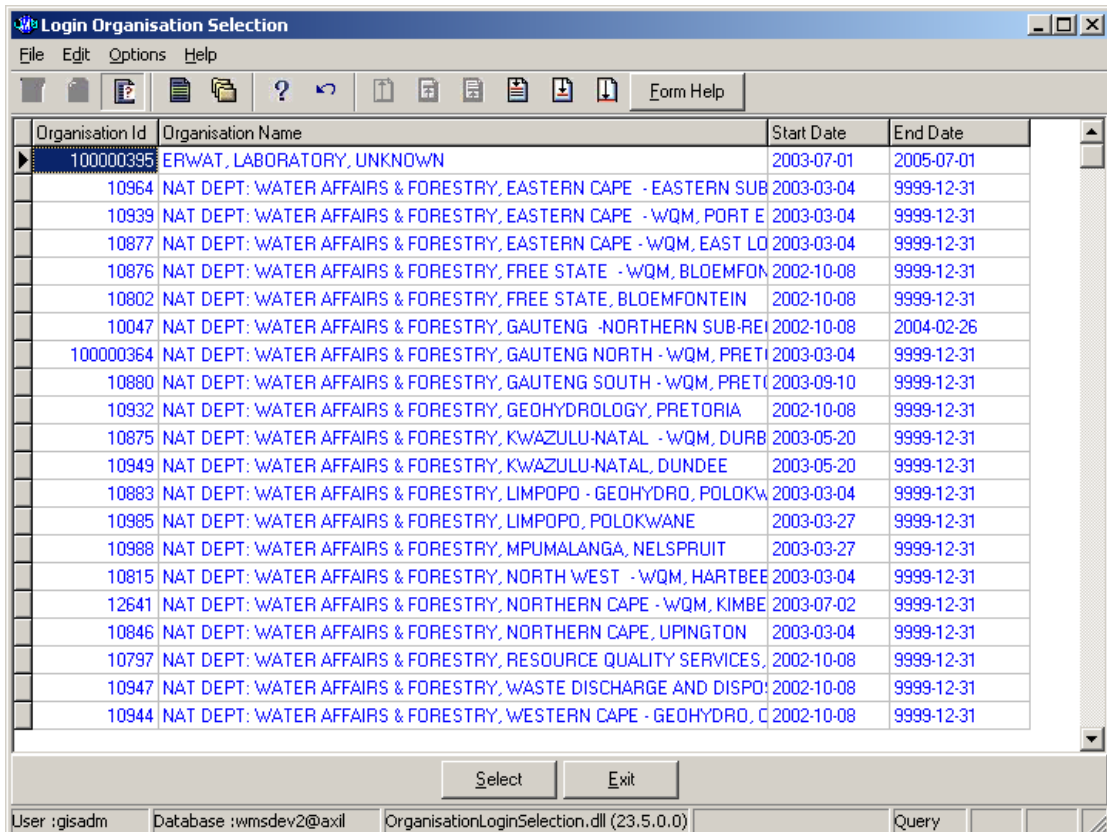 Login Organisation Selection
File Edit Options Help
Form Help
Organisation Id Organisation Name Start Date End Date
100000395 ERWAT, LABORATORY, UNKNOWN 2003-07-01 2005-07-01
10964 NAT DEPT: WATER AFFAIRS & FORESTRY, EASTERN CAPE - EASTERN SUB 2003-03-04 9999-12-31
10939 NAT DEPT: WATER AFFAIRS & FORESTRY, EASTERN CAPE - WQM, PORT E 2003-03-04 9999-12-31
10877 NAT DEPT: WATER AFFAIRS & FORESTRY, EASTERN CAPE - WQM, EAST LO 2003-03-04 9999-12-31
10876 NAT DEPT: WATER AFFAIRS & FORESTRY, FREE STATE - WQM, BLOEMFON 2002-10-08 9999-12-31
10802 NAT DEPT: WATER AFFAIRS & FORESTRY, FREE STATE, BLOEMFONTEIN 2002-10-08 9999-12-31
10047 NAT DEPT: WATER AFFAIRS & FORESTRY, GAUTENG -NORTHERN SUB-RE 2002-10-08 2004-02-26
100000364 NAT DEPT: WATER AFFAIRS & FORESTRY, GAUTENG NORTH - WQM, PRET 2003-03-04 9999-12-31
10880 NAT DEPT: WATER AFFAIRS & FORESTRY, GAUTENG SOUTH - WQM, PRET 2003-09-10 9999-12-31
10932 NAT DEPT: WATER AFFAIRS & FORESTRY, GEOHYDROLOGY, PRETORIA 2002-10-08 9999-12-31
10875 NAT DEPT: WATER AFFAIRS & FORESTRY, KWAZULU-NATAL - WQM, DURB 2003-05-20 9999-12-31
10949 NAT DEPT: WATER AFFAIRS & FORESTRY, KWAZULU-NATAL, DUNDEE 2003-05-20 9999-12-31
10883 NAT DEPT: WATER AFFAIRS & FORESTRY, LIMPOPO - GEOHYDRO, POLOKW 2003-03-04 9999-12-31
10985 NAT DEPT: WATER AFFAIRS & FORESTRY, LIMPOPO, POLOKWANE 2003-03-27 9999-12-31
10988 NAT DEPT: WATER AFFAIRS & FORESTRY, MPUMALANGA, NELSPRUIT 2003-03-27 9999-12-31
10815 NAT DEPT: WATER AFFAIRS & FORESTRY, NORTH WEST - WQM, HARTBEE 2003-03-04 9999-12-31
12641 NAT DEPT: WATER AFFAIRS & FORESTRY, NORTHERN CAPE - WQM, KIMBE 2003-07-02 9999-12-31
10846 NAT DEPT: WATER AFFAIRS & FORESTRY, NORTHERN CAPE, UPINGTON 2003-03-04 9999-12-31
10797 NAT DEPT: WATER AFFAIRS & FORESTRY, RESOURCE QUALITY SERVICES, 2002-10-08 9999-12-31
10947 NAT DEPT: WATER AFFAIRS & FORESTRY, WASTE DISCHARGE AND DISPO 2002-10-08 9999-12-31
10944 NAT DEPT: WATER AFFAIRS & FORESTRY, WESTERN CAPE - GEOHYDRO, C 2002-10-08 9999-12-31
Select Exit
User :gisadm Database :wmsdev2@axil OrganisationLoginSelection.dll (23.5.0.0) Query